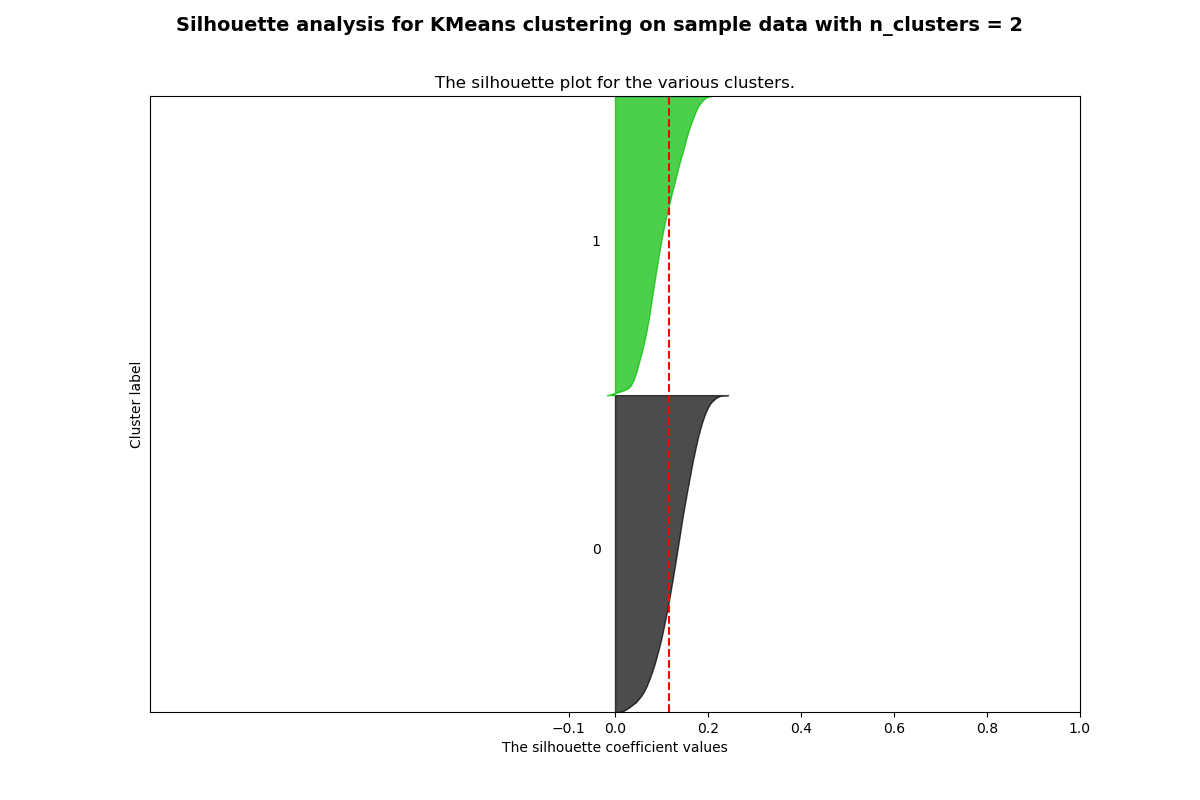 Silhouette analysis for KMeans clustering on sample data with n_clusters = 2
The silhouette plot for the various clusters.
1
Cluster label
0
−0.1 0.0 0.2 0.4 0.6 0.8 1.0
The silhouette coefficient values